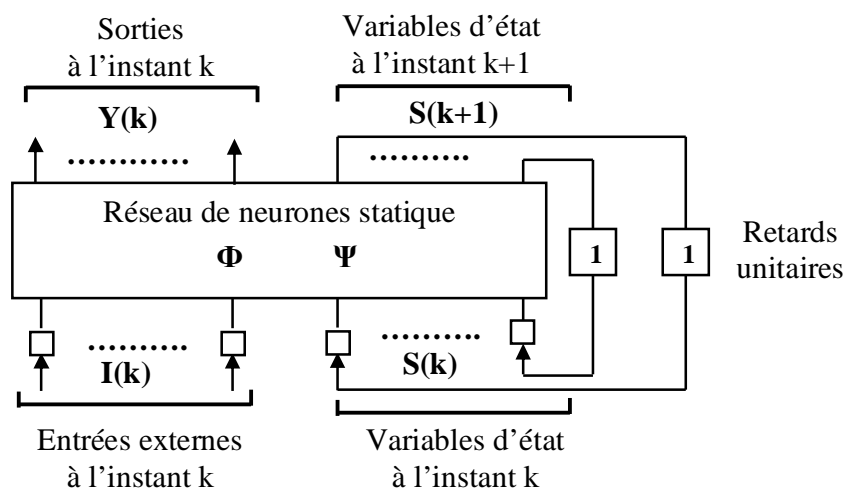 Sorties
à l'instant k
Variables d'état
à l'instant k+1
Y(k)
S(k+1)
............
..........
Réseau de neurones statique
Φ
Ψ
1
1
Retards
unitaires
..........
..........
I(k)
S(k)
Entrées externes
à l'instant k
Variables d'état
à l'instant k